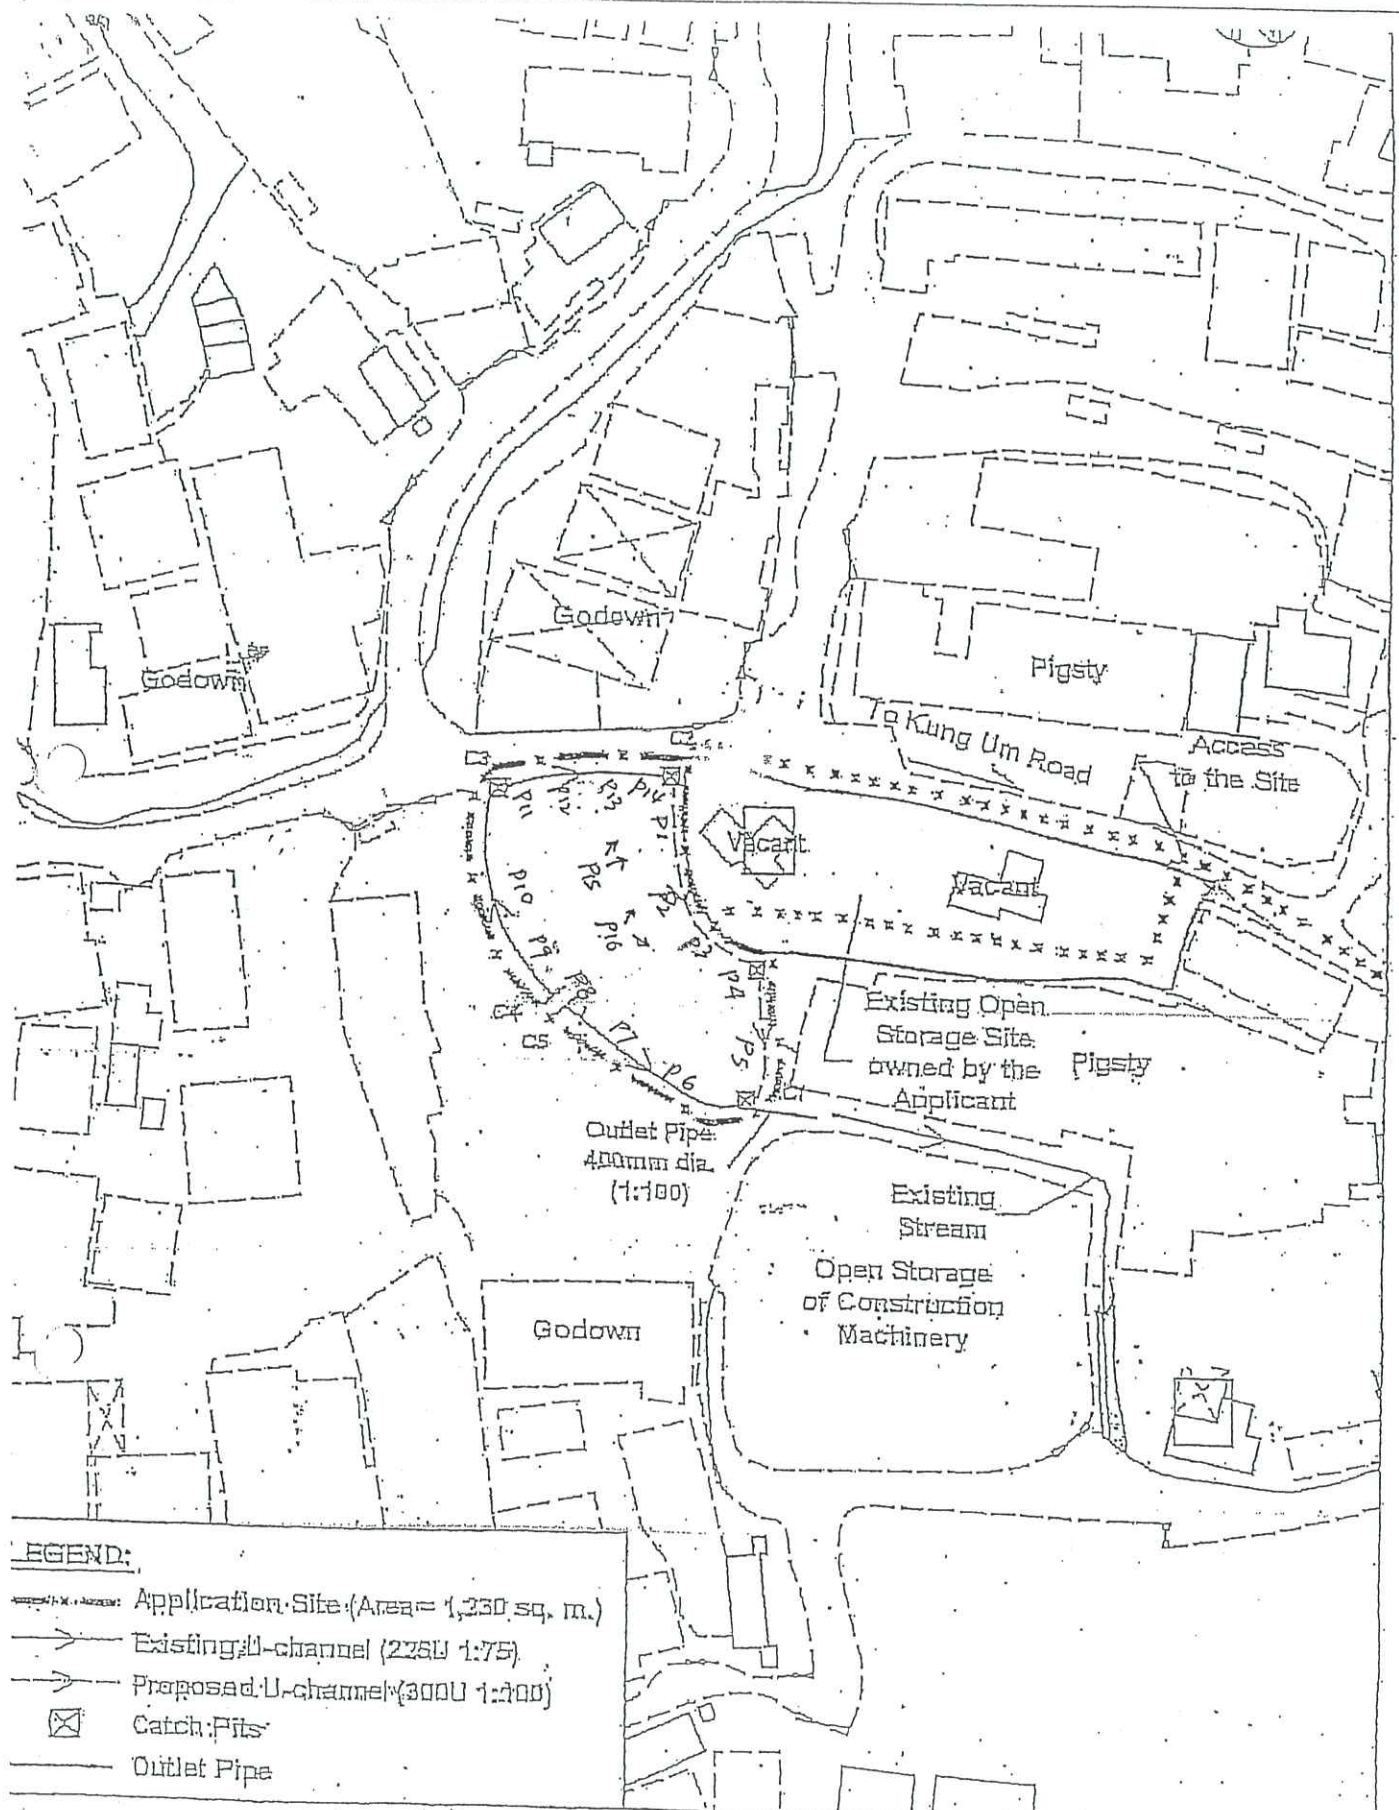 Godown
Godown
Pigsty
To Kung Um Road
Access
to the Site
C3
C2
P11
P12
P13
P14
P1
Vacant
Vacant
P10
P15
P2
P16
P9
P3
P8
P4
C5
P7
P5
P6
C1
Existing Open
Storage Site
owned by the
Applicant
Pigsty
Outlet Pipe
400mm dia.
(1:100)
Existing
Stream
Open Storage
of Construction
Machinery
Godown
LEGEND:
Application Site (Area= 1,230 sq. m.)
Existing U-channel (225U 1:75)
Proposed U-channel (300U 1:100)
Catch Pits
Outlet Pipe